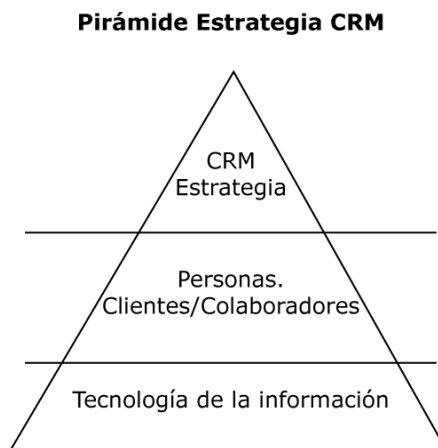 Pirámide Estrategia CRM
CRM
Estrategia
Personas.
Clientes/Colaboradores
Tecnología de la información